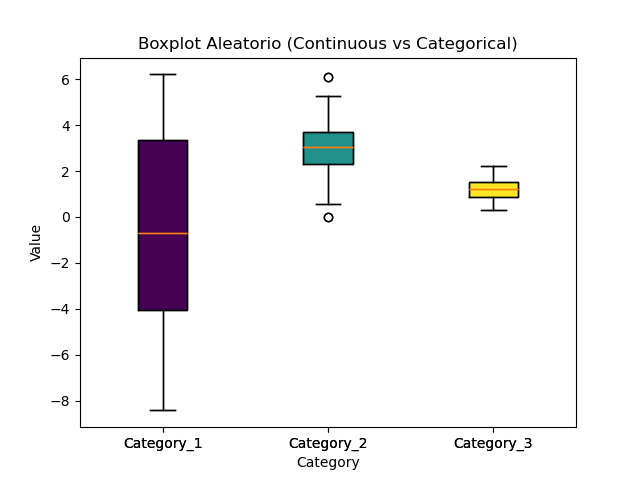 Boxplot Aleatorio (Continuous vs Categorical)
6
4
2
0
−2
−4
−6
−8
Value
Category_1 Category_2 Category_3
Category